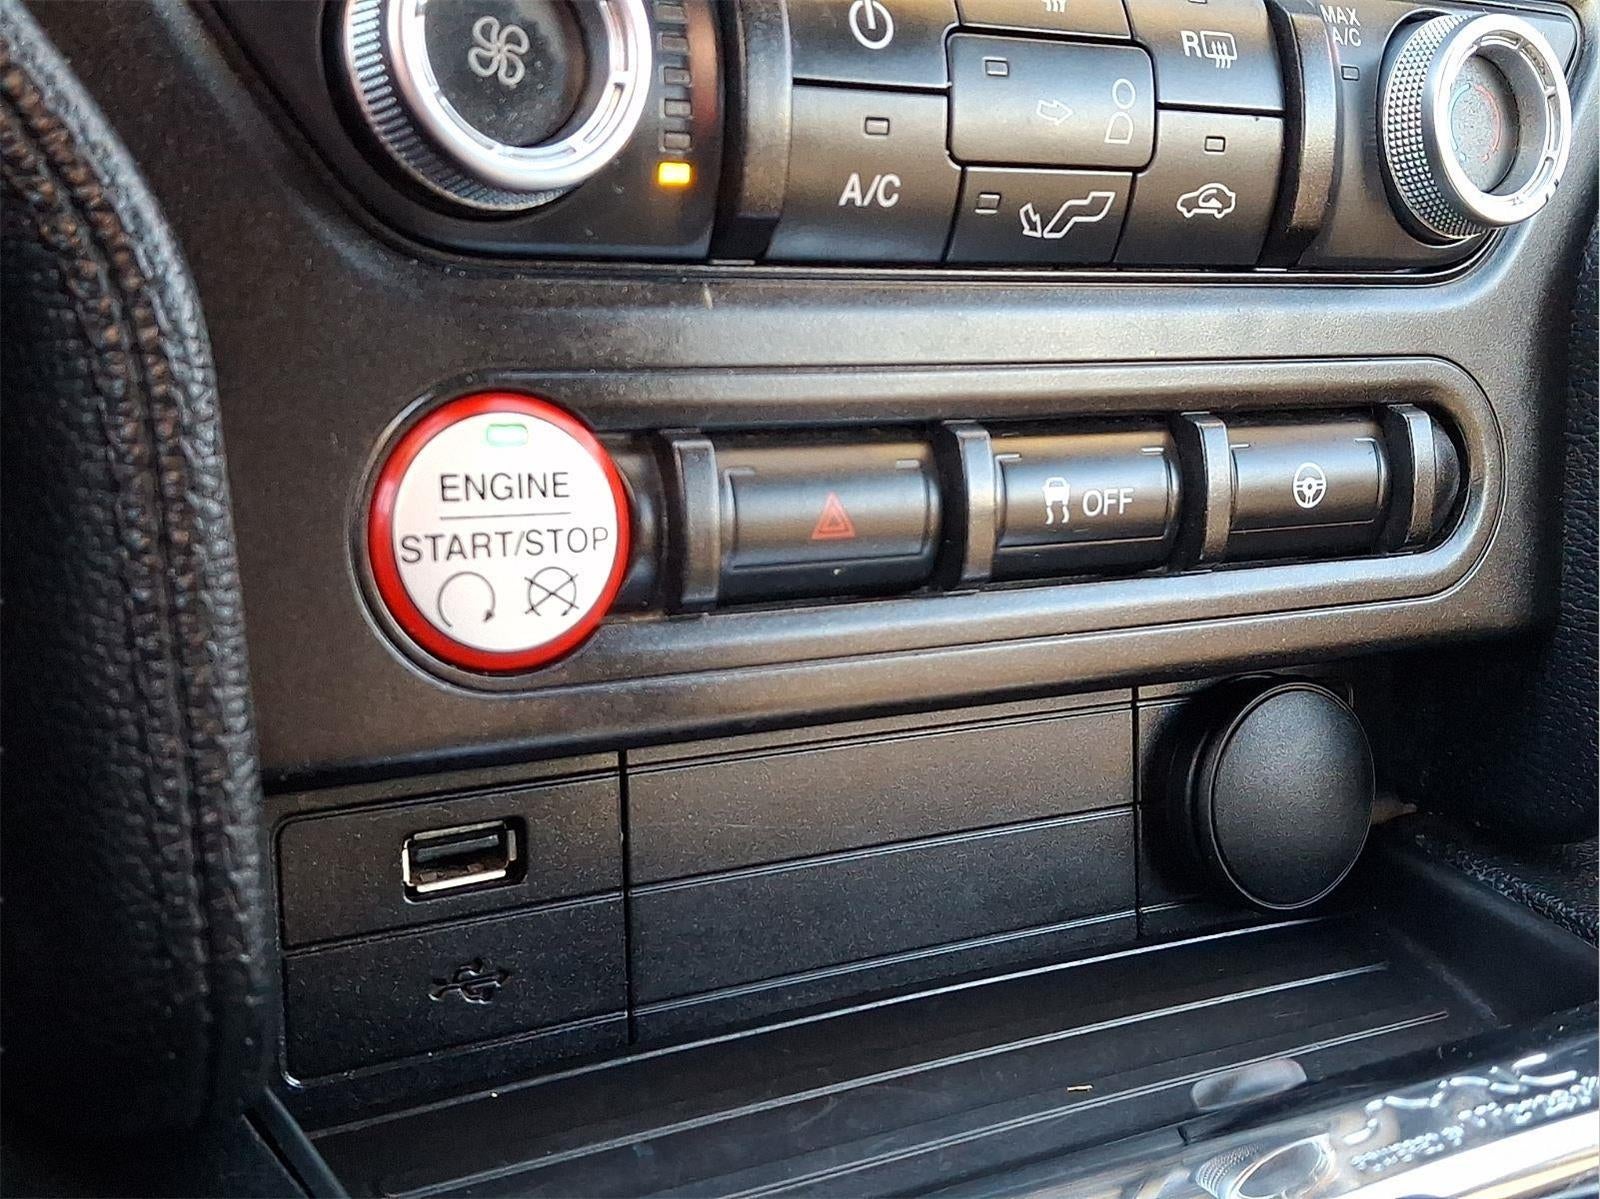 R
MAX
A/C
A/C
ENGINE
START/STOP
OFF